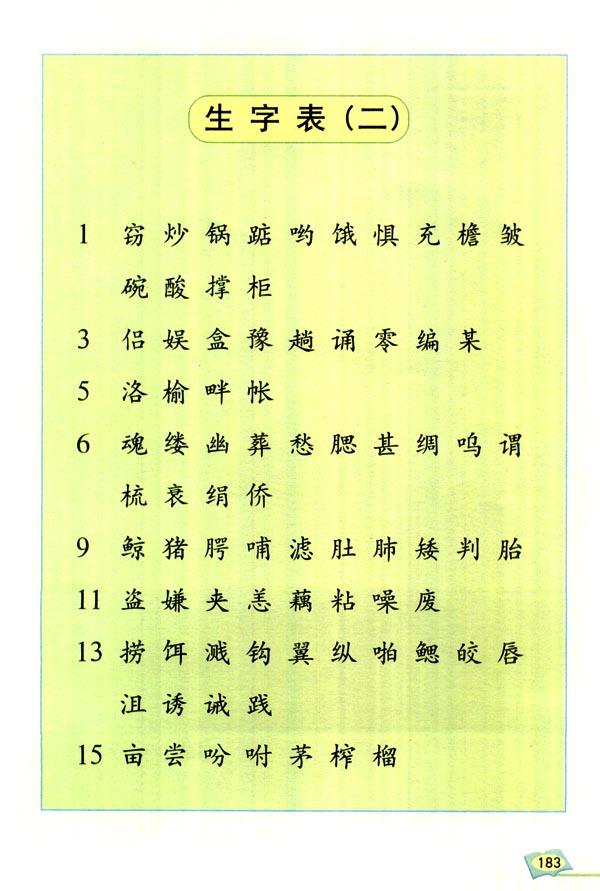 生字表（二）
1 窃 炒 锅 踮 哟 饿 惧 充 檐 皱
碗 酸 撑 柜
3 侣 娱 盒 豫 趟 诵 零 编 某
5 洛 榆 畔 帐
6 魂 缕 幽 葬 愁 腮 甚 绸 呜 谓
梳 衰 绢 侨
9 鲸 猪 腭 哺 滤 肚 肺 矮 判 胎
11 盗 嫌 夹 恙 藕 粘 噪 废
13 捞 饵 溅 钩 翼 纵 啪 鳃 皎 唇
沮 诱 诫 践
15 亩 尝 吩 咐 茅 榨 榴
183